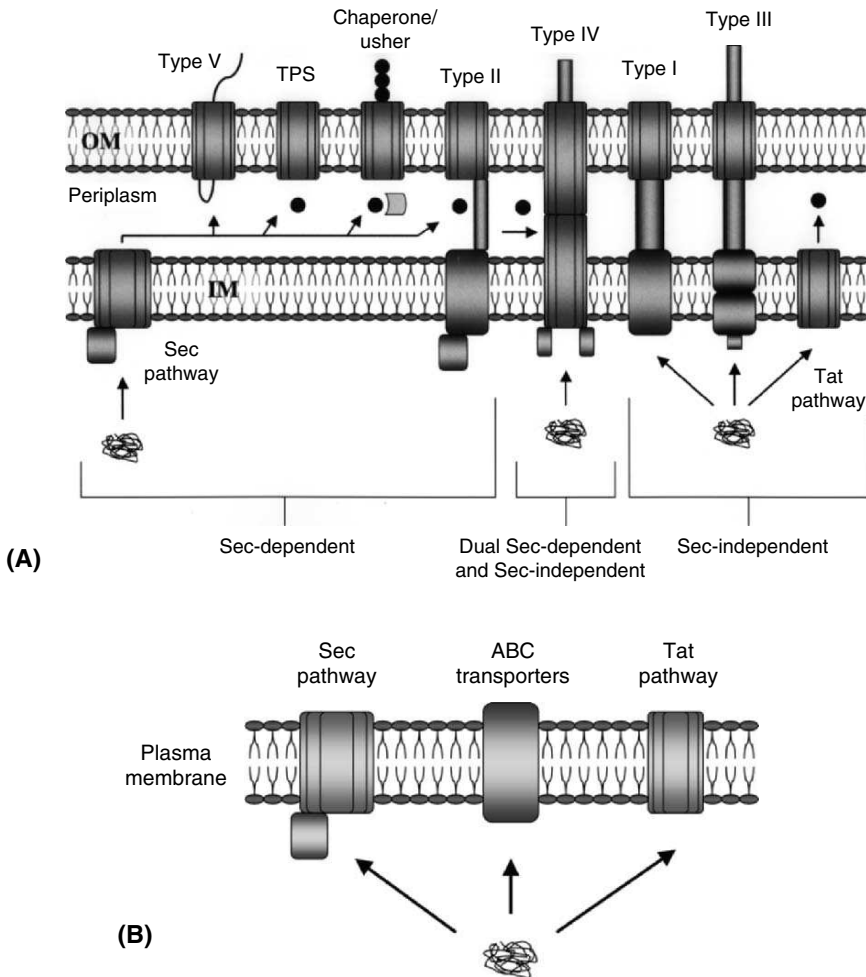 Type V
TPS
Chaperone/
usher
Type II
Type IV
Type I
Type III
OM
Periplasm
IM
Sec
pathway
Tat
pathway
Sec-dependent
Dual Sec-dependent
and Sec-independent
Sec-independent
(A)
Sec
pathway
ABC
transporters
Tat
pathway
Plasma
membrane
(B)